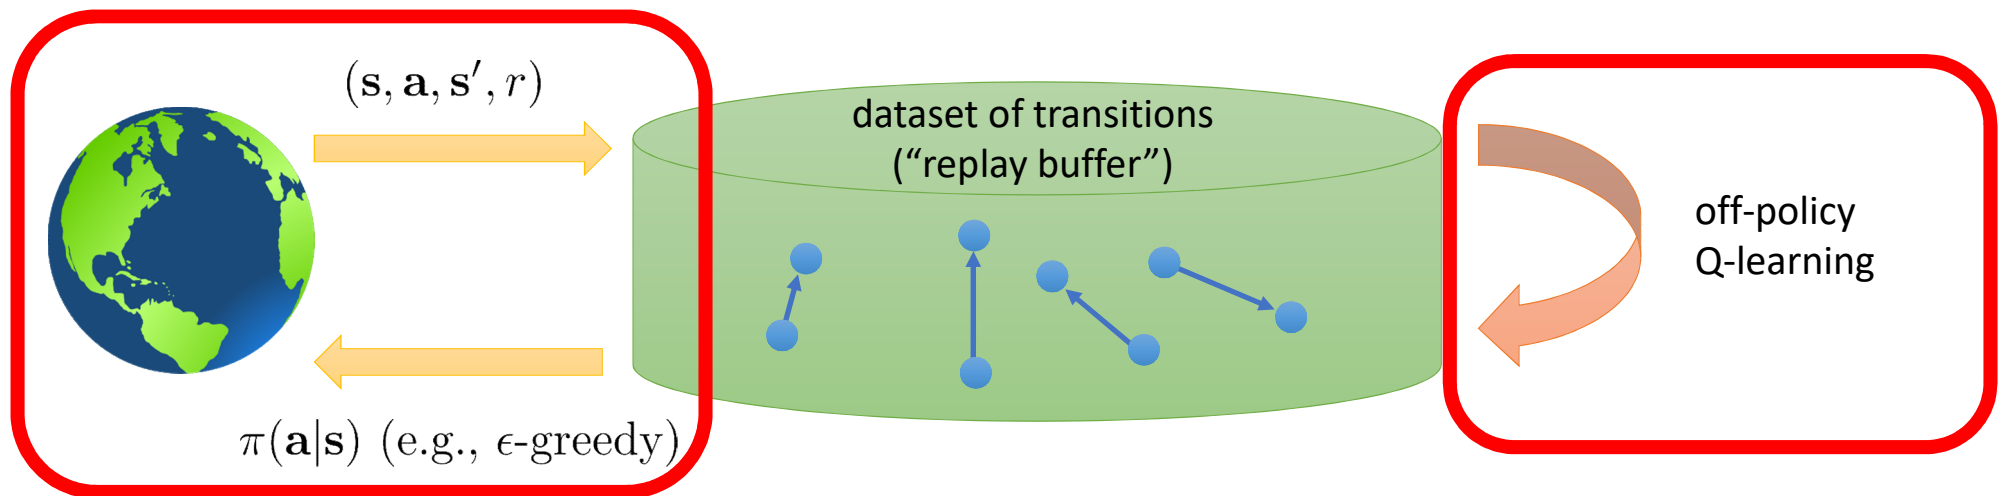 (s, a, s′, r)
dataset of transitions
(“replay buffer”)
off-policy
Q-learning
π(a|s) (e.g., ϵ-greedy)